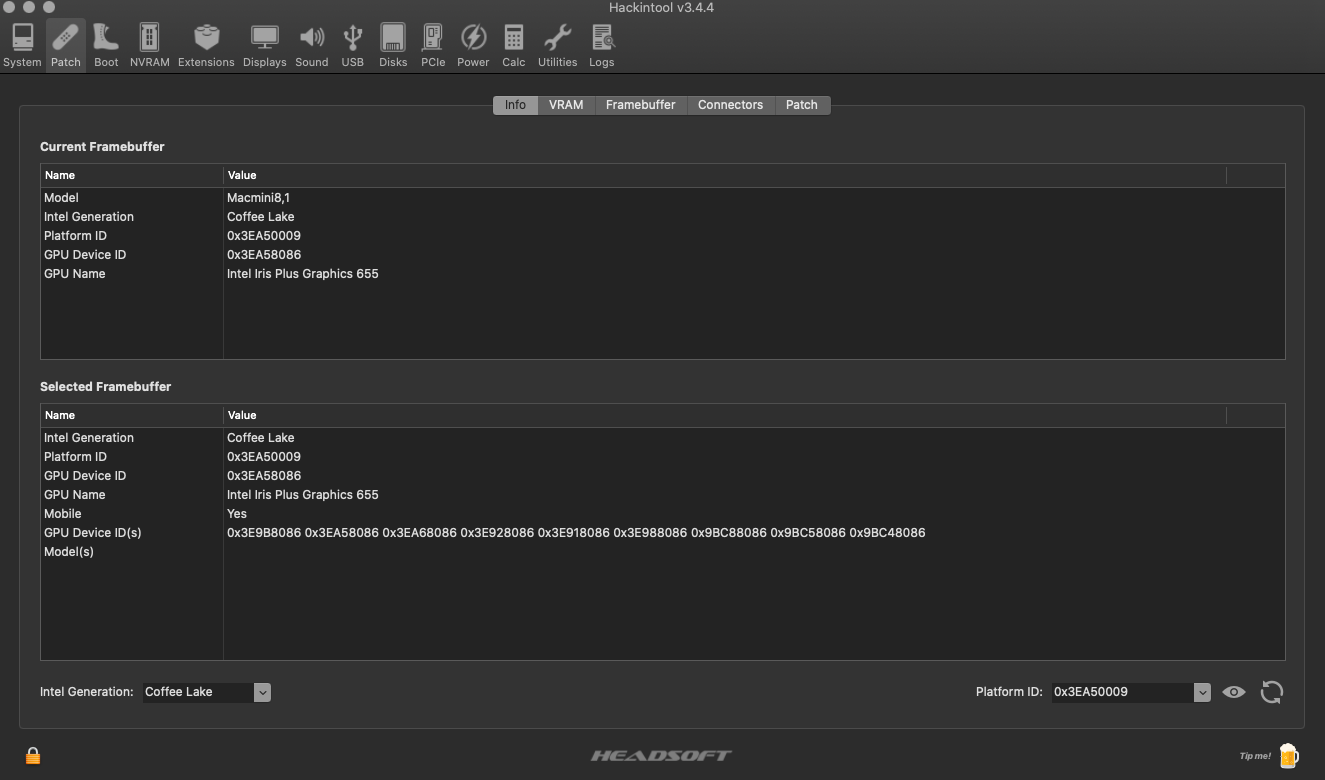 Hackintool v3.4.4
System Patch Boot NVRAM Extensions Displays Sound USB Disks PCIe Power Calc Utilities Logs
Info VRAM Framebuffer Connectors Patch
Current Framebuffer
Name Value
Model Macmini8,1
Intel Generation Coffee Lake
Platform ID 0x3EA50009
GPU Device ID 0x3EA58086
GPU Name Intel Iris Plus Graphics 655
Selected Framebuffer
Name Value
Intel Generation Coffee Lake
Platform ID 0x3EA50009
GPU Device ID 0x3EA58086
GPU Name Intel Iris Plus Graphics 655
Mobile Yes
GPU Device ID(s) 0x3E9B8086 0x3EA58086 0x3EA68086 0x3E928086 0x3E918086 0x3E988086 0x9BC88086 0x9BC58086 0x9BC48086
Model(s)
Intel Generation: Coffee Lake Platform ID: 0x3EA50009
HEADSOFT Tip me!